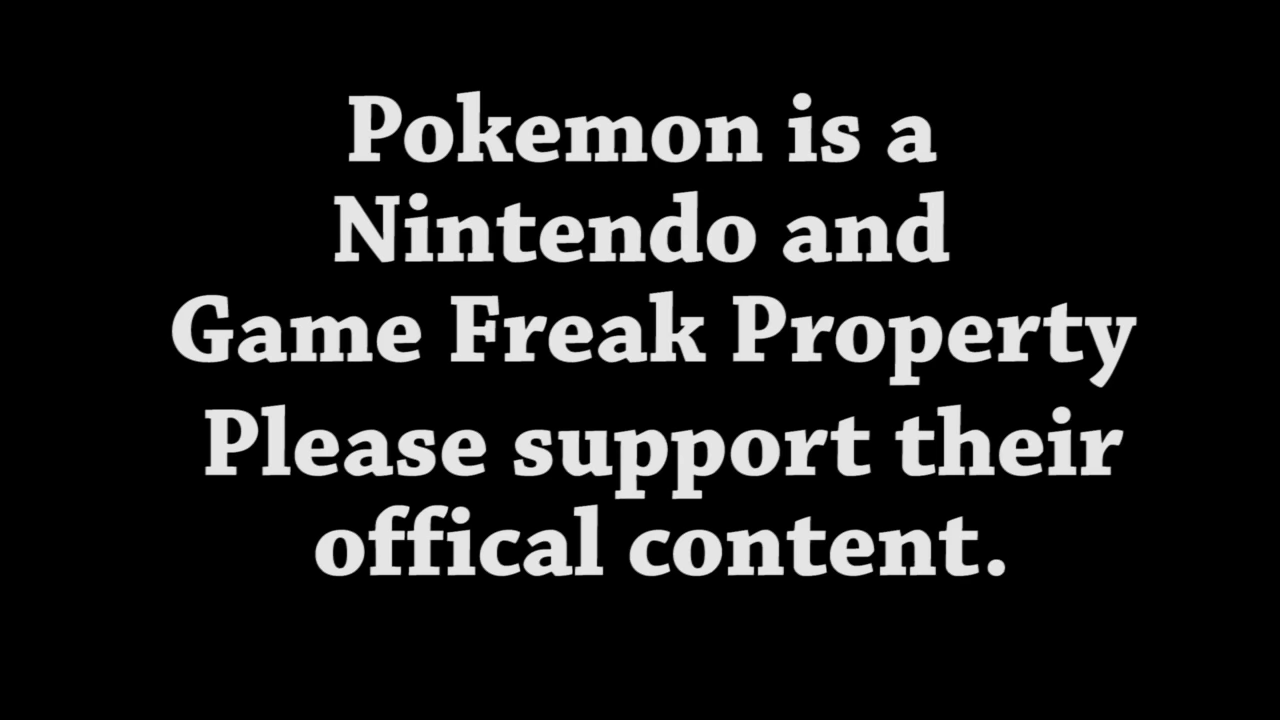 Pokemon is a
Nintendo and
Game Freak Property
Please support their
offical content.